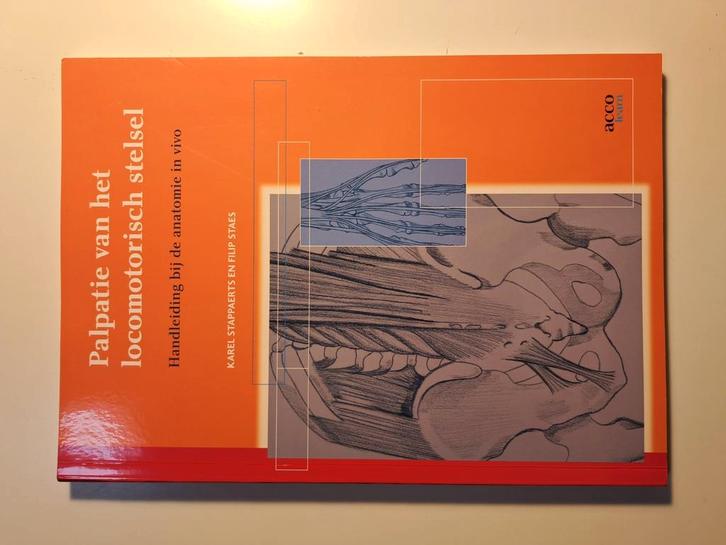 Palpatie van het
locomotorisch stelsel
Handleiding bij de anatomie in vivo
KAREL STAPPAERTS EN FILIP STAES
acco
learn